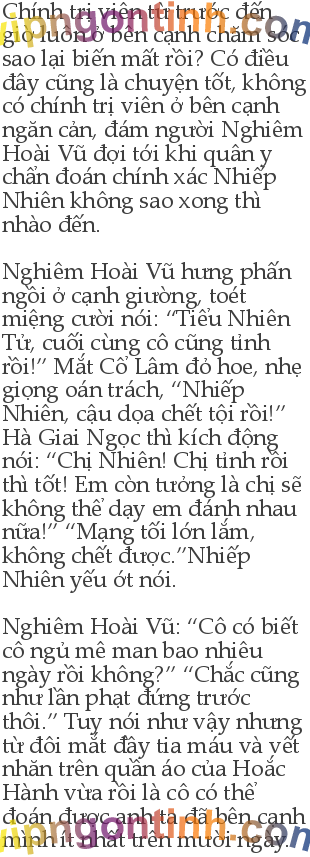 Chính trị viên từ trước đến
giờ luôn ở bên cạnh chăm sóc
sao lại biến mất rồi? Có điều
đây cũng là chuyện tốt, không
có chính trị viên ở bên cạnh
ngăn cản, đám người Nghiêm
Hoài Vũ đợi tới khi quân y
chẩn đoán chính xác Nhiếp
Nhiên không sao xong thì
nhào đến.
Nghiêm Hoài Vũ hưng phấn
ngồi ở cạnh giường, toét
miệng cười nói: “Tiểu Nhiên
Tử, cuối cùng cô cũng tỉnh
rồi!” Mắt Cổ Lâm đỏ hoe, nhẹ
giọng oán trách, “Nhiếp
Nhiên, cậu dọa chết tội rồi!”
Hà Giai Ngọc thì kích động
nói: “Chị Nhiên! Chị tỉnh rồi
thì tốt! Em còn tưởng là chị sẽ
không thể dạy em đánh nhau
nữa!” “Mạng tối lớn lắm,
không chết được.”Nhiếp
Nhiên yếu ớt nói.
Nghiêm Hoài Vũ: “Cô có biết
cô ngủ mê man bao nhiêu
ngày rồi không?” “Chắc cũng
như lần phạt đứng trước
thôi.” Tuy nói như vậy nhưng
từ đôi mắt đầy tia máu và vết
nhăn trên quần áo của Hoắc
Hành vừa rồi là cô có thể
đoán được anh ta đã bên cạnh
mình ít nhất trên mười ngày.
vipngontinh.com
vipngontinh.com